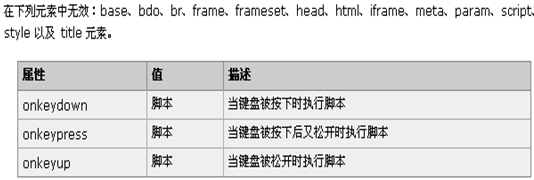 在下列元素中无效：base、bdo、br、frame、frameset、head、html、iframe、meta、param、script、
style 以及 title 元素。
属性 值 描述
onkeydown 脚本 当键盘被按下时执行脚本
onkeypress 脚本 当键盘被按下后又松开时执行脚本
onkeyup 脚本 当键盘被松开时执行脚本